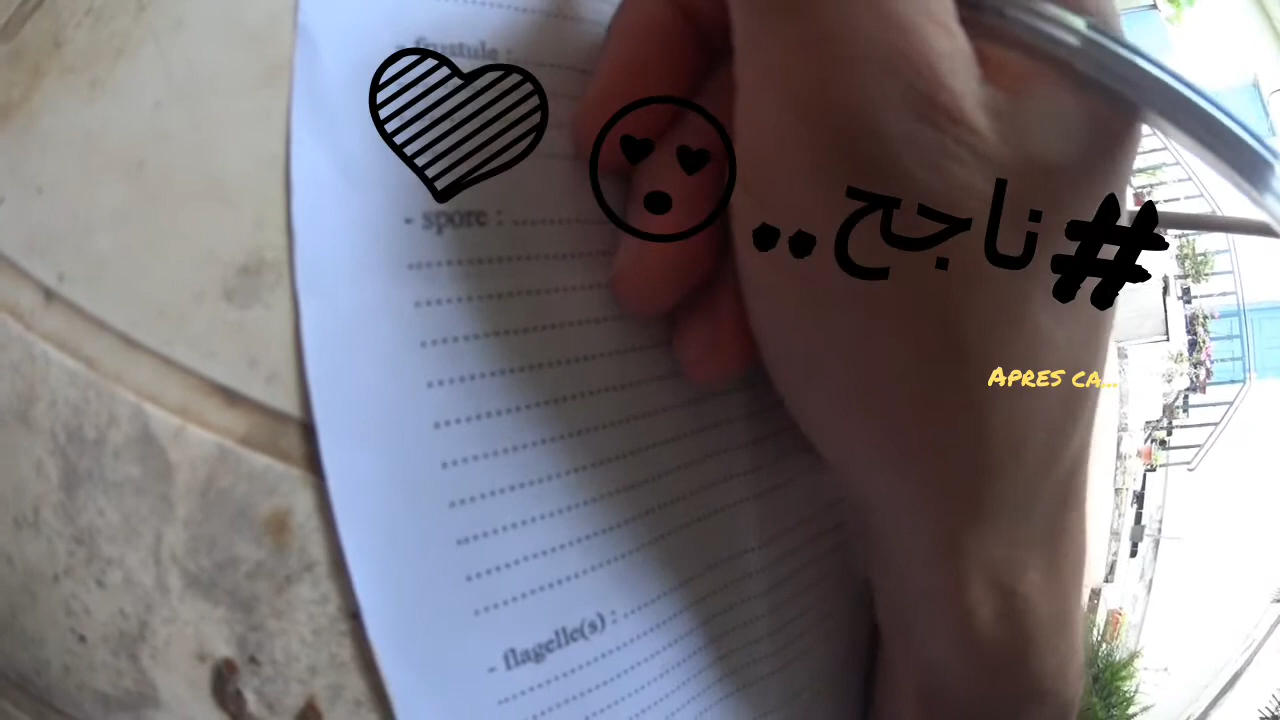 - frustule :
- spore :
#ناجح..
APRES CA...
- flagelle(s) :